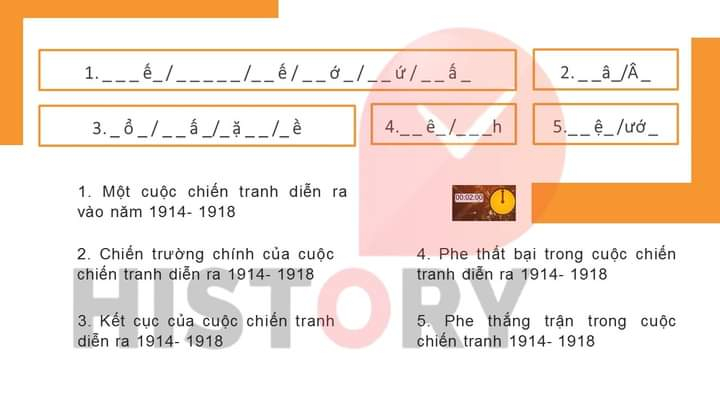 1. _ _ _ ế_ /_ _ _ _ _ /_ _ ế / _ _ ớ _ / _ _ ứ / _ _ ấ _
2. _ _â_/Â_
3. _ ổ _ / _ _ ấ _/_ ặ _ _ /_ ề
4._ _ ê_ /_ _ _h
5._ _ ệ_ /ướ _
1. Một cuộc chiến tranh diễn ra
vào năm 1914- 1918
00:02:00
2. Chiến trường chính của cuộc
chiến tranh diễn ra 1914- 1918
4. Phe thất bại trong cuộc chiến
tranh diễn ra 1914- 1918
3. Kết cục của cuộc chiến tranh
diễn ra 1914- 1918
5. Phe thắng trận trong cuộc
chiến tranh 1914- 1918
HISTORY